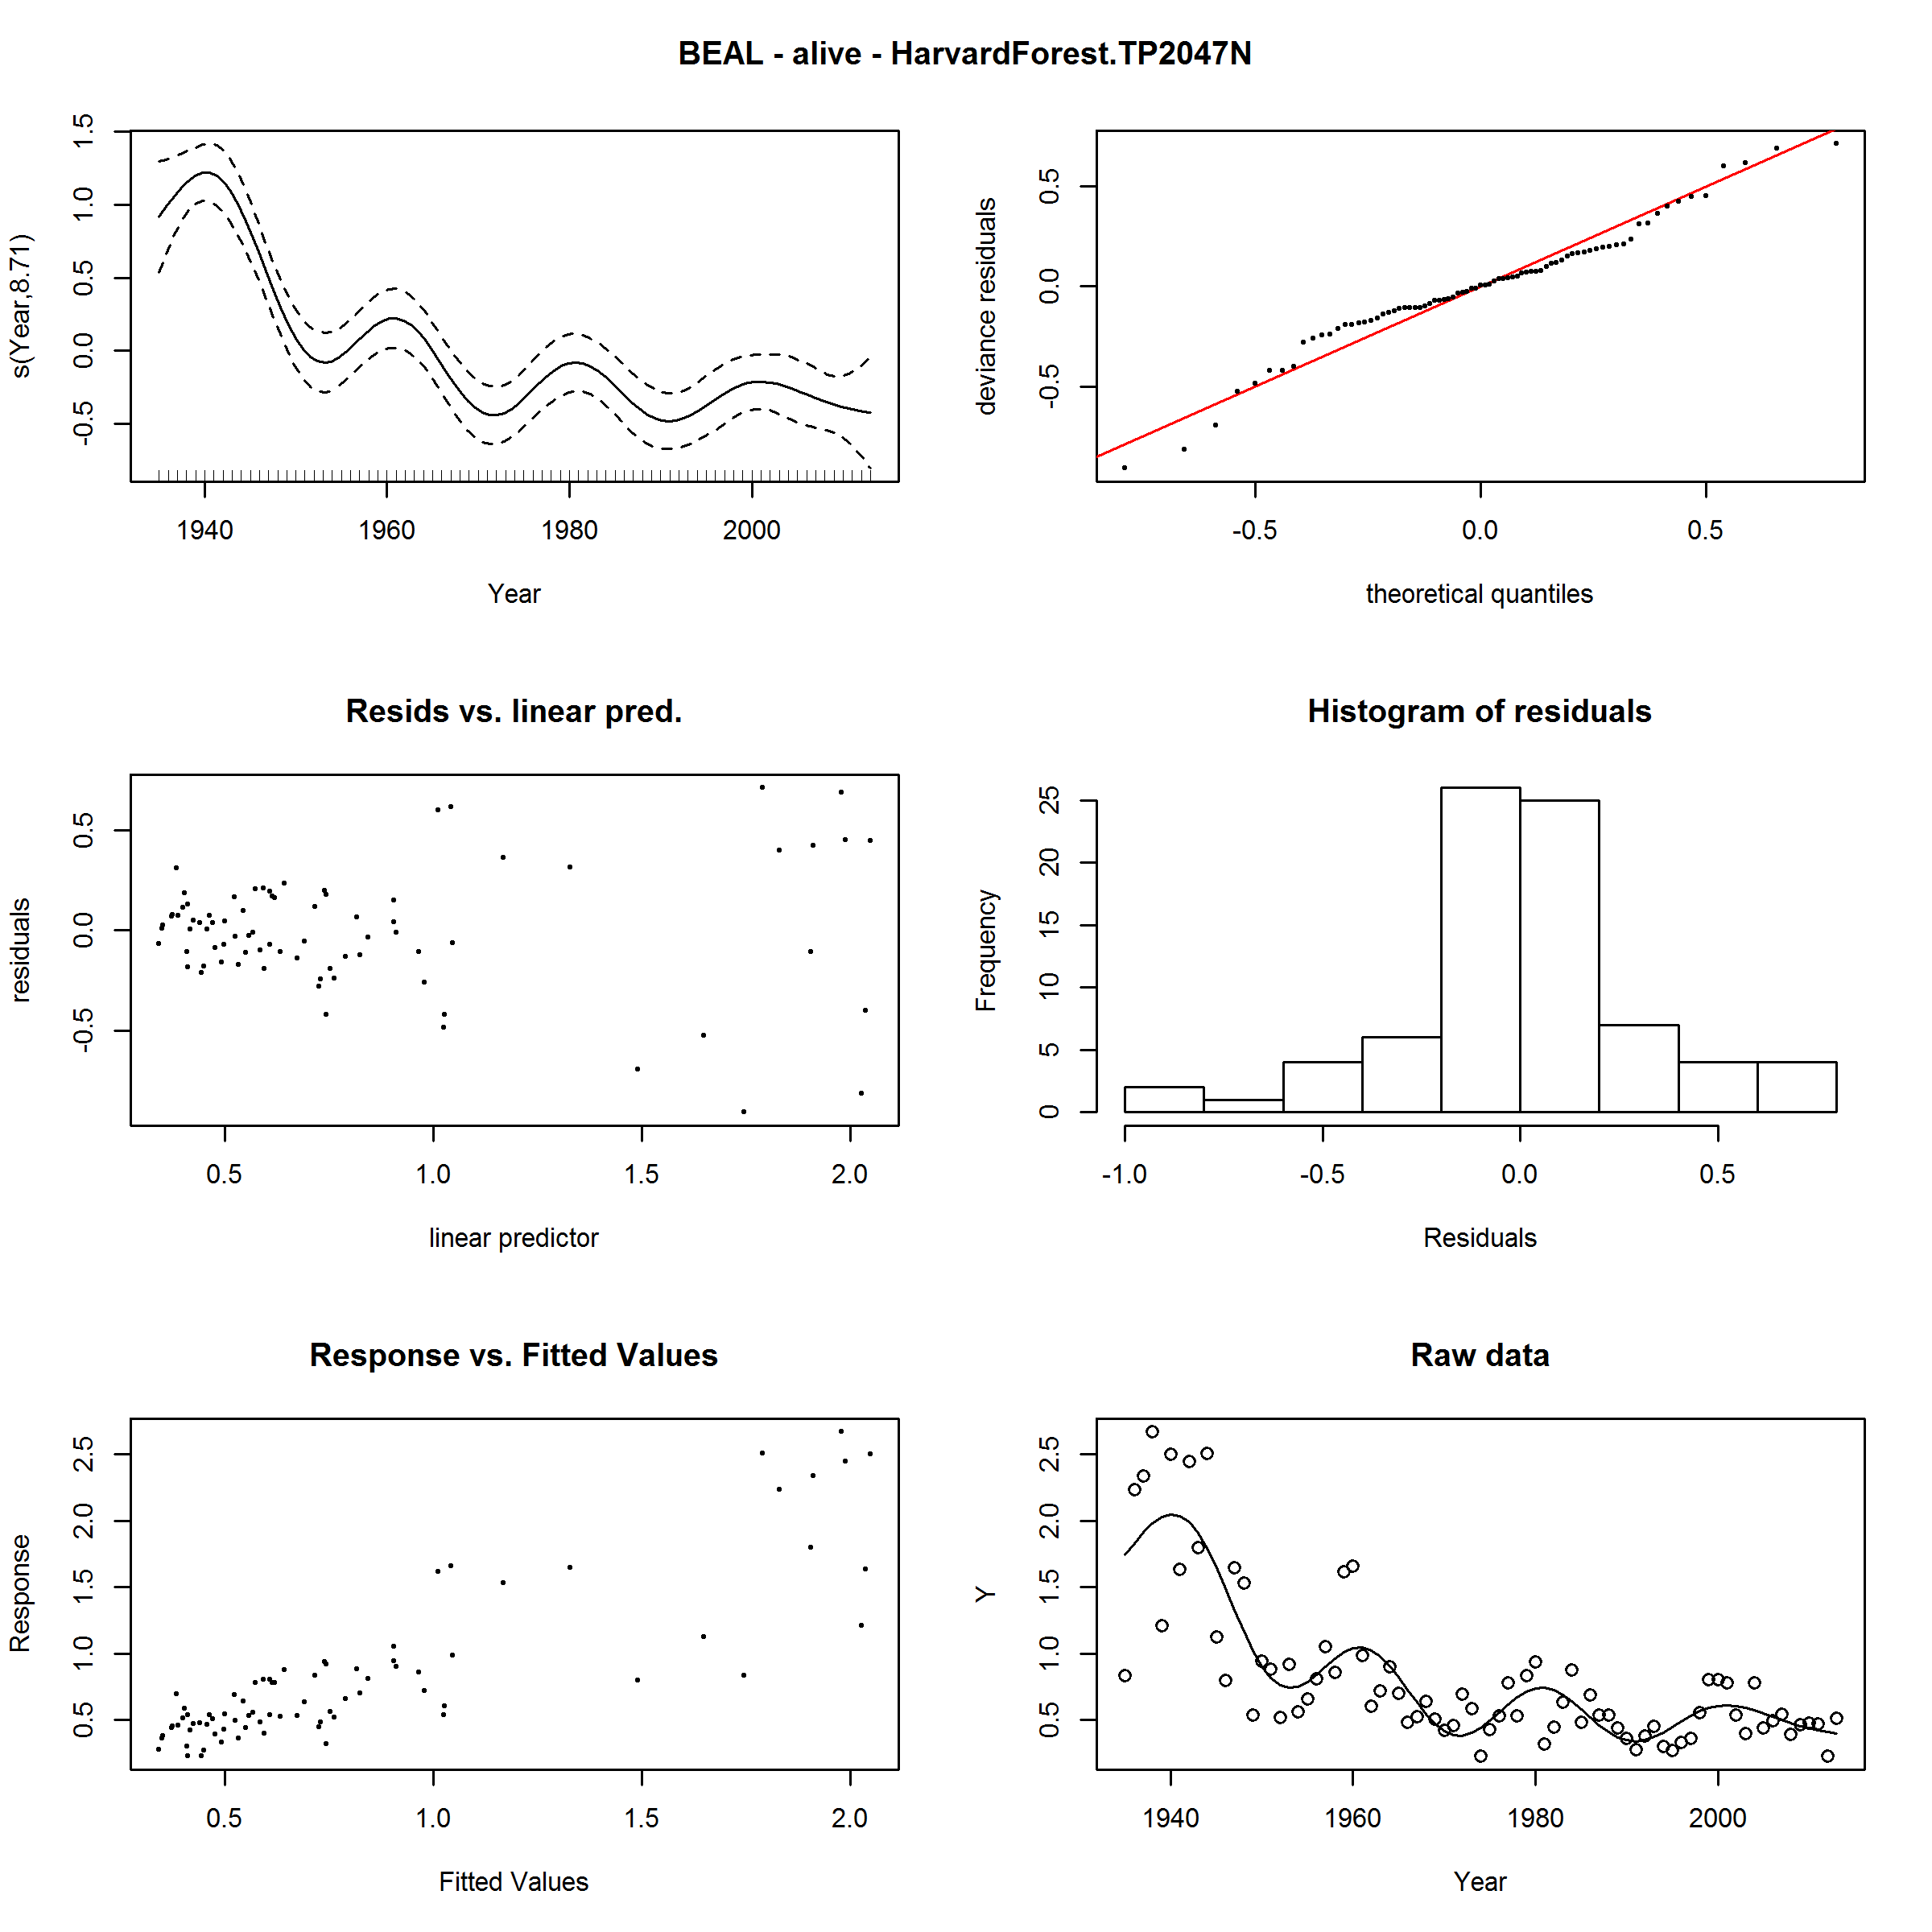 BEAL - alive - HarvardForest.TP2047N
s(Year,8.71)
-0.5 0.0 0.5 1.0 1.5
1940 1960 1980 2000
Year
deviance residuals
-0.5 0.0 0.5
-0.5 0.0 0.5
theoretical quantiles
Resids vs. linear pred.
residuals
-0.5 0.0 0.5
0.5 1.0 1.5 2.0
linear predictor
Histogram of residuals
Frequency
0 5 10 15 20 25
-1.0 -0.5 0.0 0.5
Residuals
Response vs. Fitted Values
Response
0.5 1.0 1.5 2.0 2.5
0.5 1.0 1.5 2.0
Fitted Values
Raw data
Y
0.5 1.0 1.5 2.0 2.5
1940 1960 1980 2000
Year